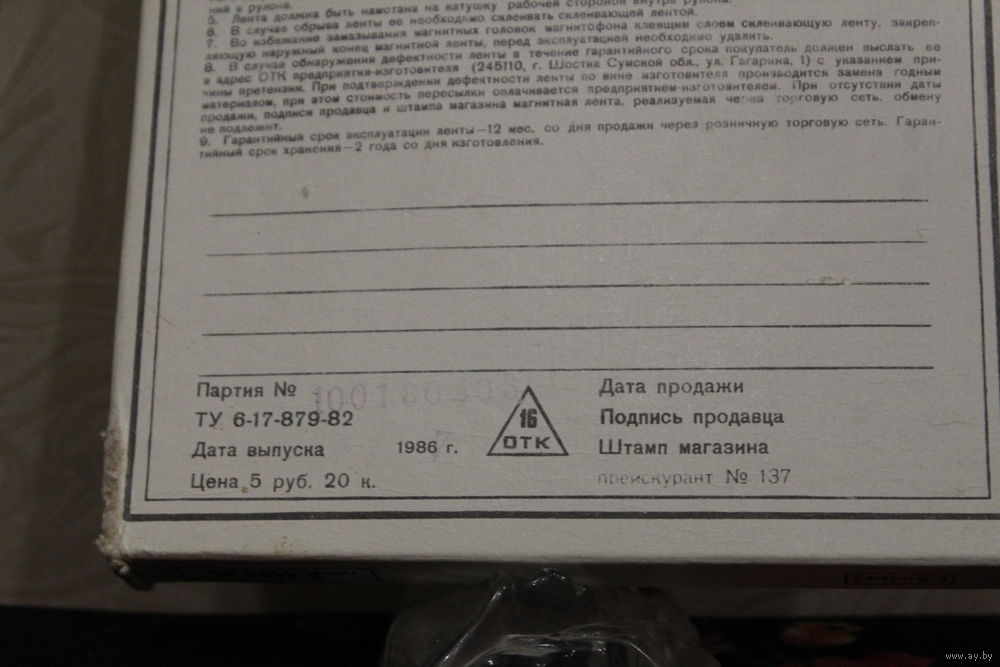 ний в рулоне.
5. Лента должна быть намотана на катушку рабочей стороной внутрь рулона.
6. В случае обрыва ленты ее необходимо склеивать склеивающей лентой.
7. Во избежание замазывания магнитных головок магнитофона клеящим слоем склеивающую ленту, закреп-
ляющую наружный конец магнитной ленты, перед эксплуатацией необходимо удалить.
8. В случае обнаружения дефектности ленты в течение гарантийного срока покупатель должен выслать ее
в адрес ОТК предприятия-изготовителя (245110, г. Шостка Сумской обл., ул. Гагарина, 1) с указанием при-
чины претензии. При подтверждении дефектности ленты по вине изготовителя производится замена годным
материалом, при этом стоимость пересылки оплачивается предприятием-изготовителем. При отсутствии даты
продажи, подписи продавца и штампа магазина магнитная лента, реализуемая через торговую сеть, обмену
не подлежит.
9. Гарантийный срок эксплуатации ленты—12 мес. со дня продажи через розничную торговую сеть. Гаран-
тийный срок хранения—2 года со дня изготовления.
Партия №
ТУ 6-17-879-82
Дата выпуска 1986 г.
Цена 5 руб. 20 к.
16
ОТК
Дата продажи
Подпись продавца
Штамп магазина
прейскурант № 137
www.ay.by